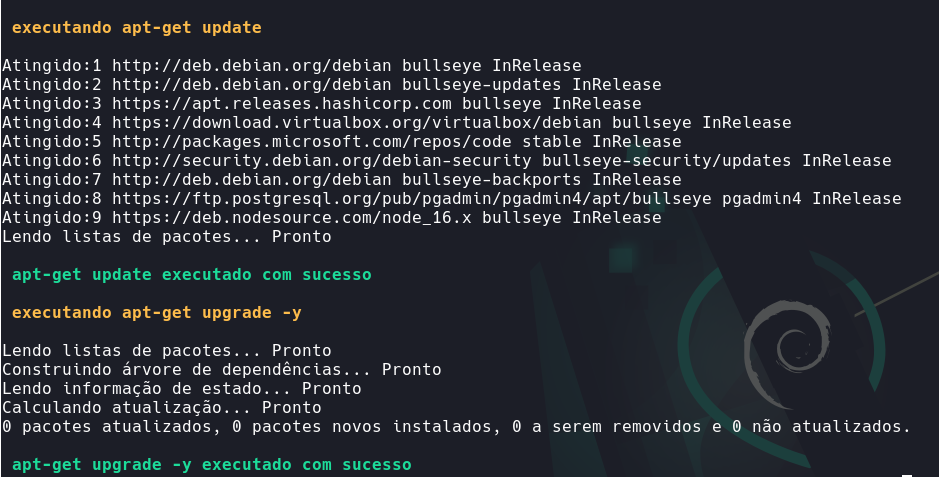 executando apt-get update
Atingido:1 http://deb.debian.org/debian bullseye InRelease
Atingido:2 http://deb.debian.org/debian bullseye-updates InRelease
Atingido:3 https://apt.releases.hashicorp.com bullseye InRelease
Atingido:4 https://download.virtualbox.org/virtualbox/debian bullseye InRelease
Atingido:5 http://packages.microsoft.com/repos/code stable InRelease
Atingido:6 http://security.debian.org/debian-security bullseye-security/updates InRelease
Atingido:7 http://deb.debian.org/debian bullseye-backports InRelease
Atingido:8 https://ftp.postgresql.org/pub/pgadmin/pgadmin4/apt/bullseye pgadmin4 InRelease
Atingido:9 https://deb.nodesource.com/node_16.x bullseye InRelease
Lendo listas de pacotes... Pronto
apt-get update executado com sucesso
executando apt-get upgrade -y
Lendo listas de pacotes... Pronto
Construindo árvore de dependências... Pronto
Lendo informação de estado... Pronto
Calculando atualização... Pronto
0 pacotes atualizados, 0 pacotes novos instalados, 0 a serem removidos e 0 não atualizados.
apt-get upgrade -y executado com sucesso